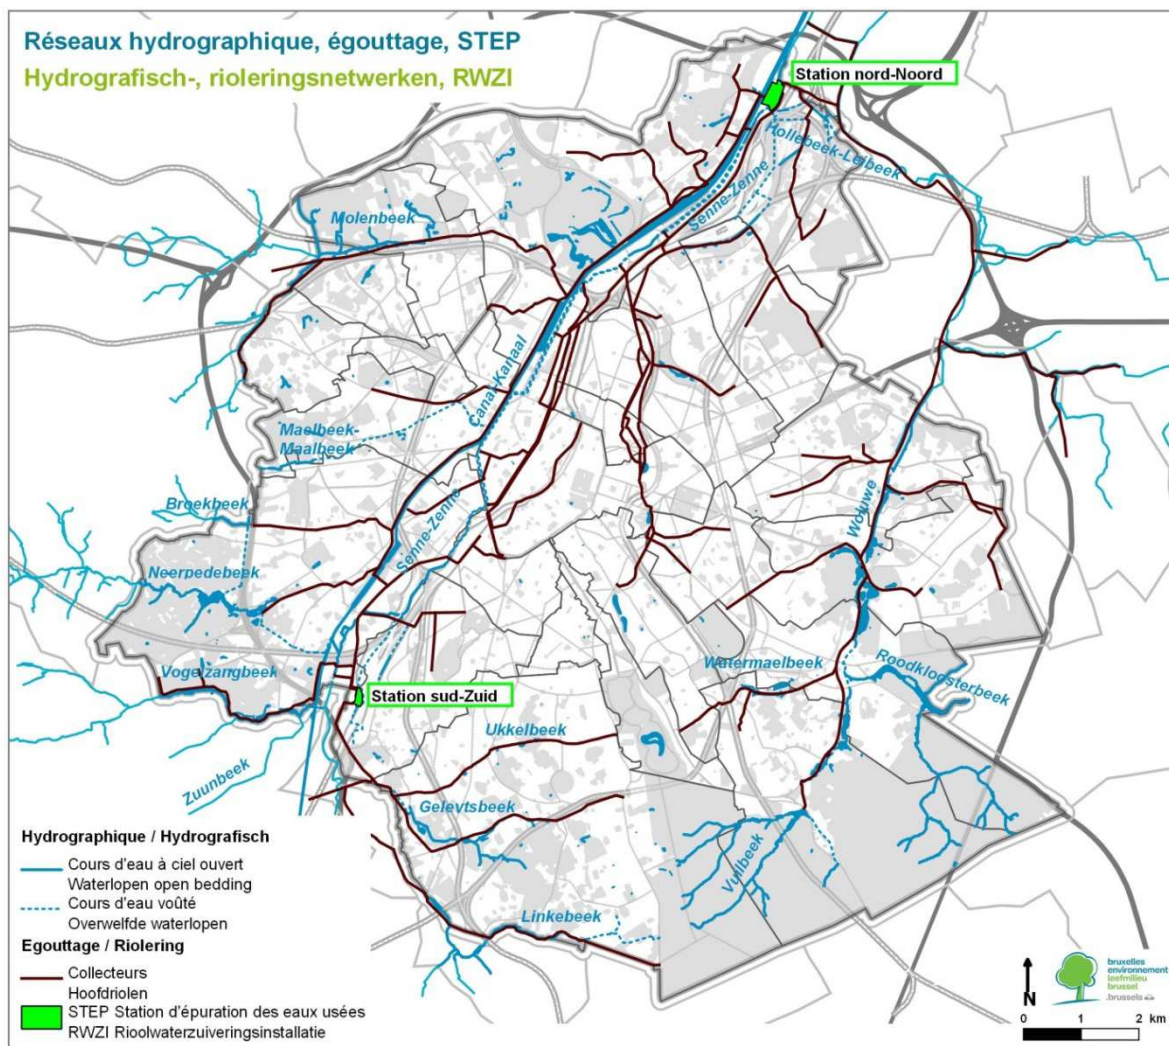 Réseaux hydrographique, égouttage, STEP
Hydrografisch-, rioleringsnetwerken, RWZI
Station nord-Noord
Hollebeek-Leibeek
Senne-Zenne
Molenbeek
Canal-Kanaal
Maelbeek-
Maalbeek
Broekbeek
Senne-Zenne
Woluwe
Neerpedebeek
Vogelzangbeek
Watermaelbeek
Roodkloosterbeek
Station sud-Zuid
Ukkelbeek
Zuunbeek
Geleytsbeek
Vuilbeek
Linkebeek
Hydrographique / Hydrografisch
Cours d'eau à ciel ouvert
Waterlopen open bedding
Cours d'eau voûté
Overwelfde waterlopen
Egouttage / Riolering
Collecteurs
Hoofdriolen
STEP Station d'épuration des eaux usées
RWZI Rioolwaterzuiveringsinstallatie
N
bruxelles
environnement
leefmilieu
brussel
.brussels
0 1 2 km